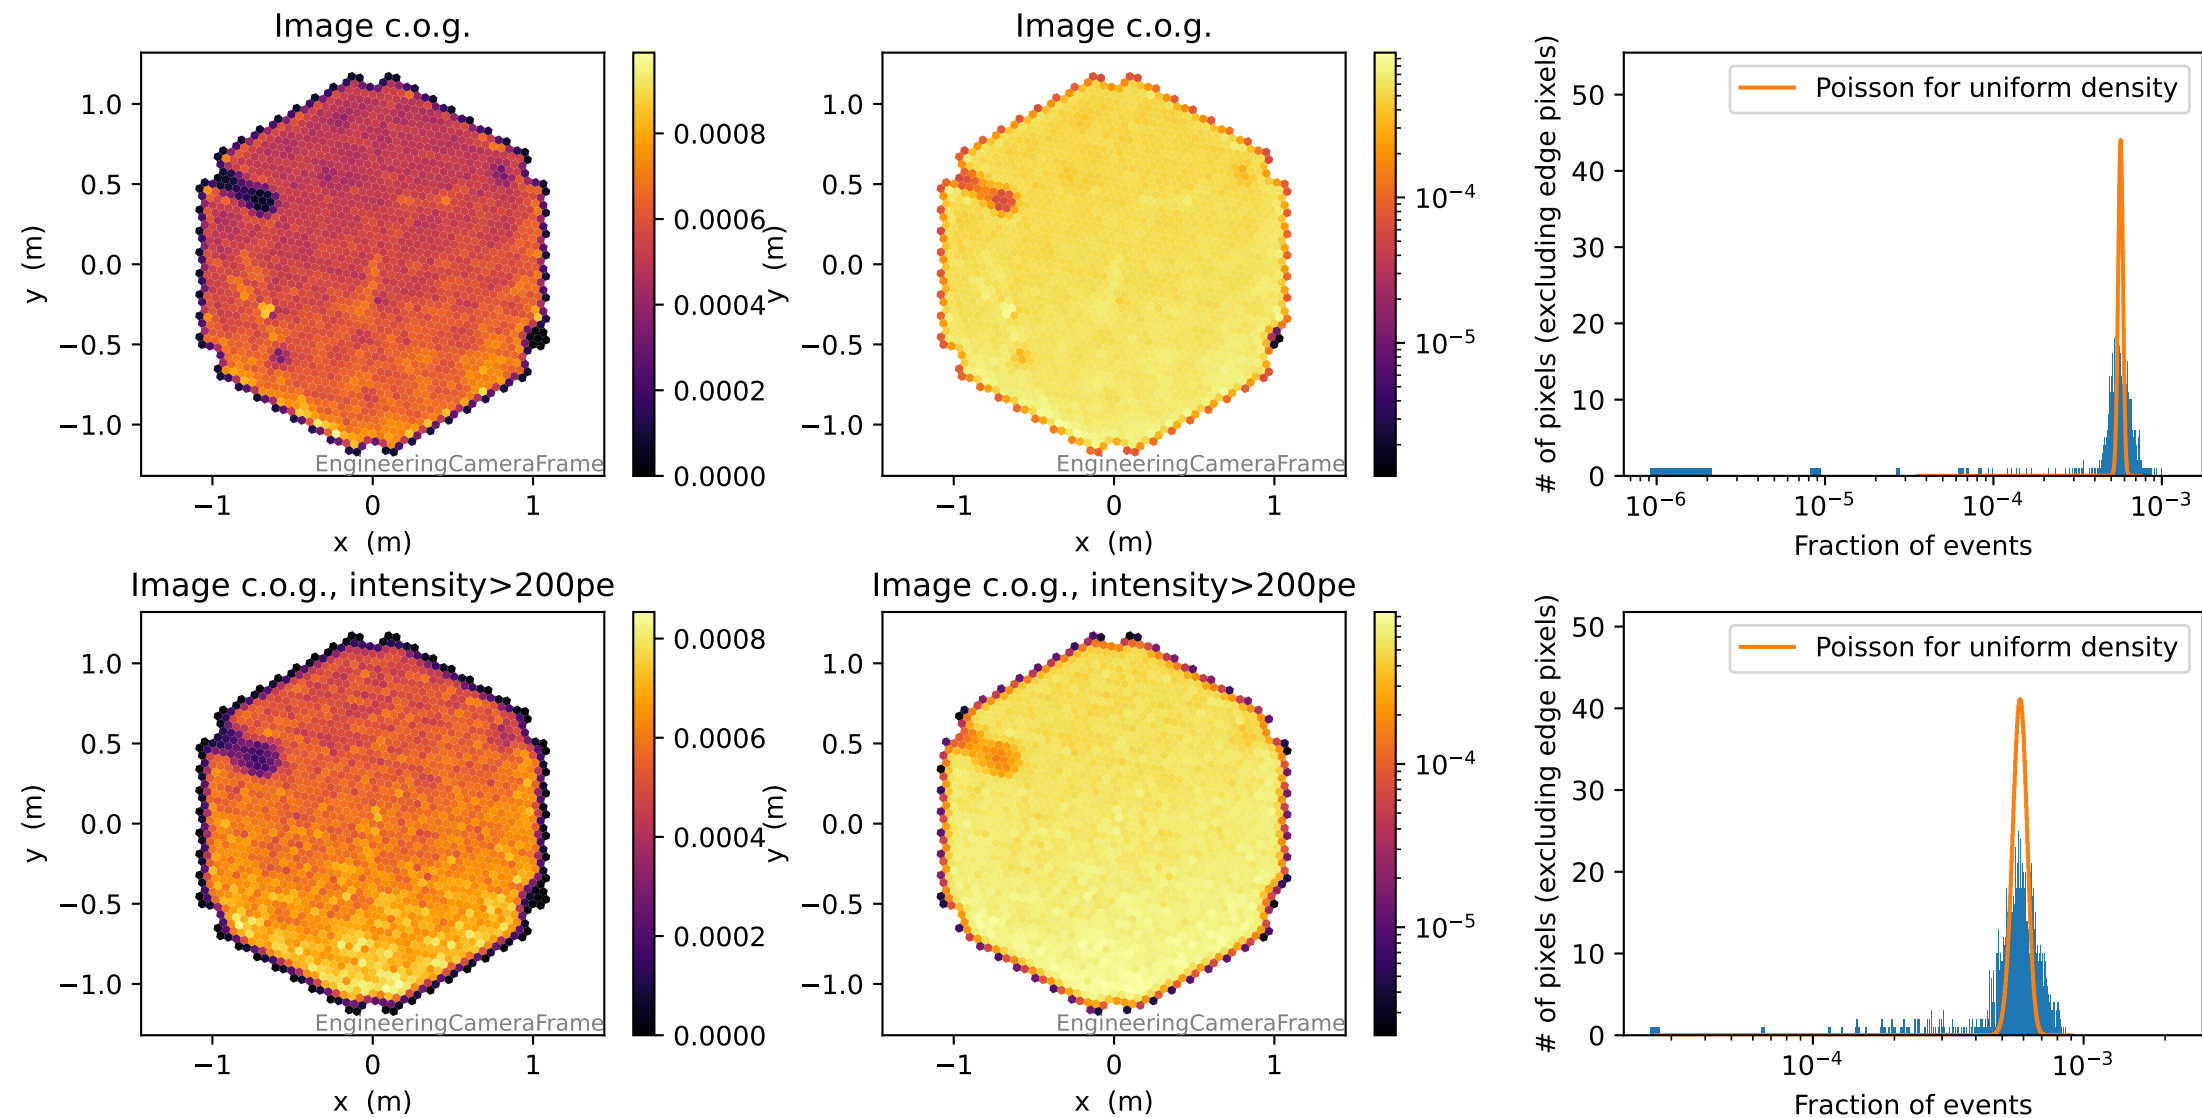 Image c.o.g.
1.0
0.5
0.0
−0.5
−1.0
y (m)
−1 0 1
x (m)
EngineeringCameraFrame
0.0008
0.0006
0.0004
0.0002
0.0000
Image c.o.g.
1.0
0.5
0.0
−0.5
−1.0
y (m)
−1 0 1
x (m)
EngineeringCameraFrame
10⁻⁴
10⁻⁵
Poisson for uniform density
50
40
30
20
10
0
# of pixels (excluding edge pixels)
10⁻⁶ 10⁻⁵ 10⁻⁴ 10⁻³
Fraction of events
Image c.o.g., intensity>200pe
1.0
0.5
0.0
−0.5
−1.0
y (m)
−1 0 1
x (m)
EngineeringCameraFrame
0.0008
0.0006
0.0004
0.0002
0.0000
Image c.o.g., intensity>200pe
1.0
0.5
0.0
−0.5
−1.0
y (m)
−1 0 1
x (m)
EngineeringCameraFrame
10⁻⁴
10⁻⁵
Poisson for uniform density
50
40
30
20
10
0
# of pixels (excluding edge pixels)
10⁻⁴ 10⁻³
Fraction of events